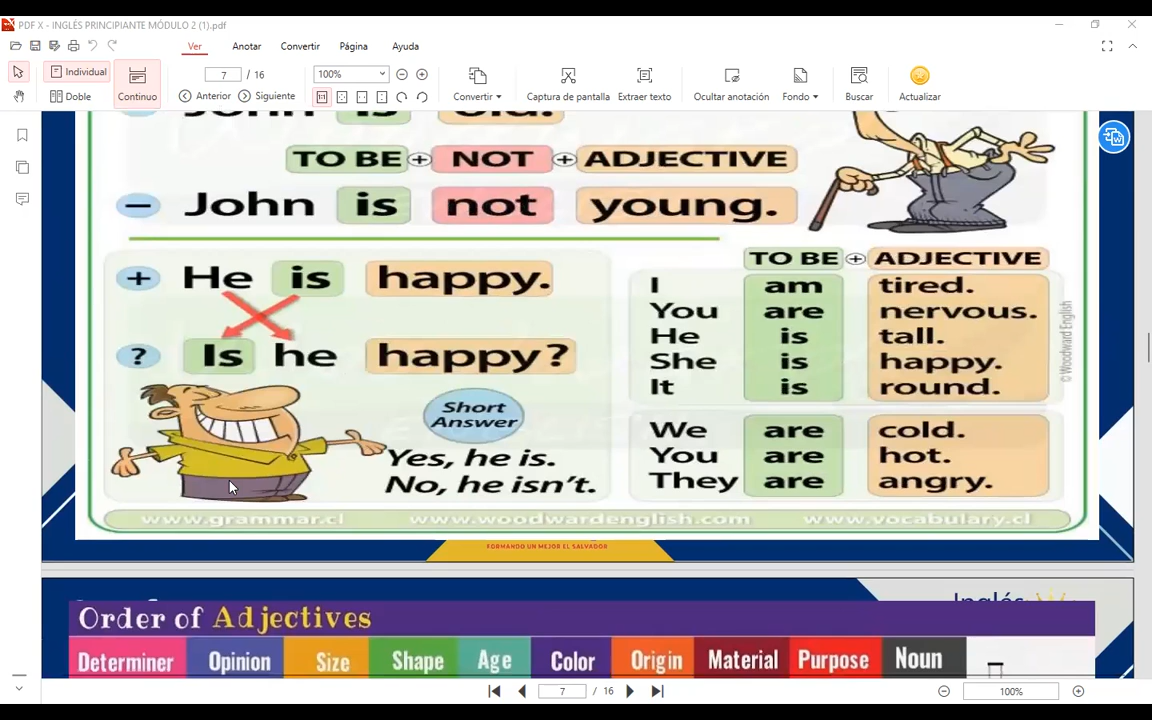 PDF X - INGLÉS PRINCIPIANTE MÓDULO 2 (1).pdf
Ver Anotar Convertir Página Ayuda
Individual
Doble
Continuo
7 / 16
Anterior Siguiente
100%
Convertir
Captura de pantalla
Extraer texto
Ocultar anotación
Fondo
Buscar
Actualizar
John is old.
TO BE + NOT + ADJECTIVE
− John is not young.
+ He is happy.
? Is he happy?
Short
Answer
Yes, he is.
No, he isn't.
TO BE + ADJECTIVE
I am tired.
You are nervous.
He is tall.
She is happy.
It is round.
We are cold.
You are hot.
They are angry.
© Woodward English
www.grammar.cl www.woodwardenglish.com www.vocabulary.cl
FORMANDO UN MEJOR EL SALVADOR
Inglés
Order of Adjectives
Determiner Opinion Size Shape Age Color Origin Material Purpose Noun
7 / 16
100%